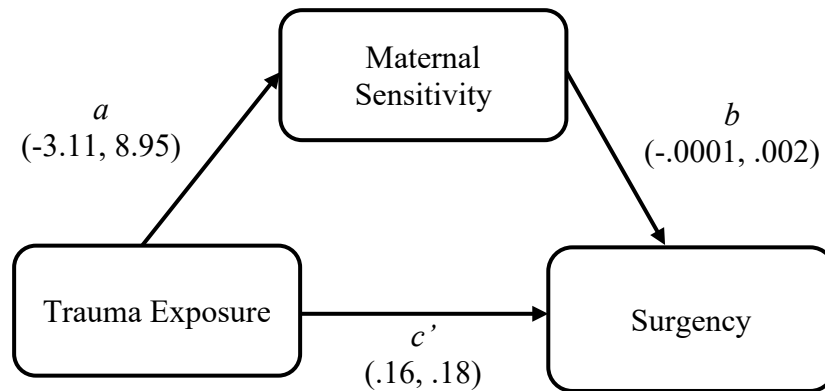 Maternal
Sensitivity
a
(-3.11, 8.95)
b
(-.0001, .002)
Trauma Exposure
Surgency
c’
(.16, .18)